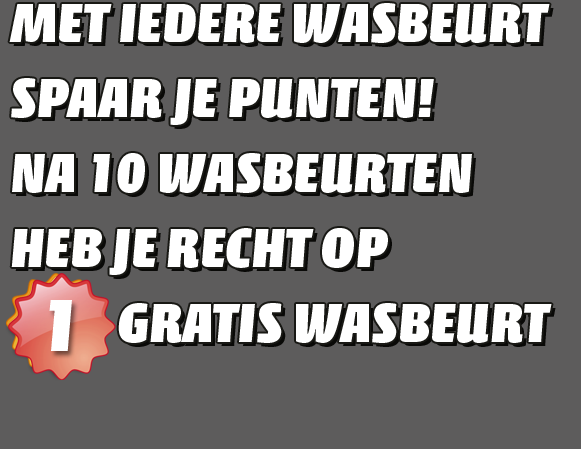 MET IEDERE WASBEURT
SPAAR JE PUNTEN!
NA 10 WASBEURTEN
HEB JE RECHT OP
1 GRATIS WASBEURT